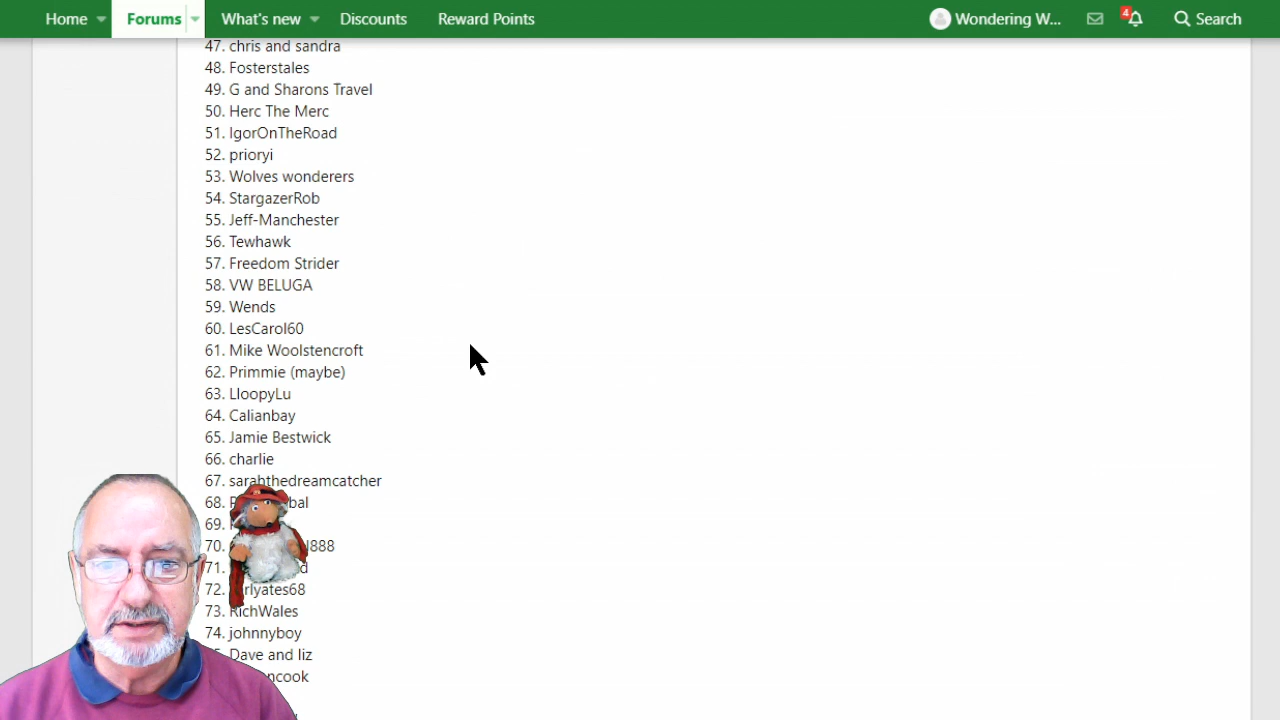 Home Forums What's new Discounts Reward Points Wondering W... 4 Search
47. chris and sandra
48. Fosterstales
49. G and Sharons Travel
50. Herc The Merc
51. IgorOnTheRoad
52. prioryi
53. Wolves wonderers
54. StargazerRob
55. Jeff-Manchester
56. Tewhawk
57. Freedom Strider
58. VW BELUGA
59. Wends
60. LesCarol60
61. Mike Woolstencroft
62. Primmie (maybe)
63. LloopyLu
64. Calianbay
65. Jamie Bestwick
66. charlie
67. sarahthedreamcatcher
68.
69.
70.
71.
72.
73. RichWales
74. johnnyboy
Dave and liz